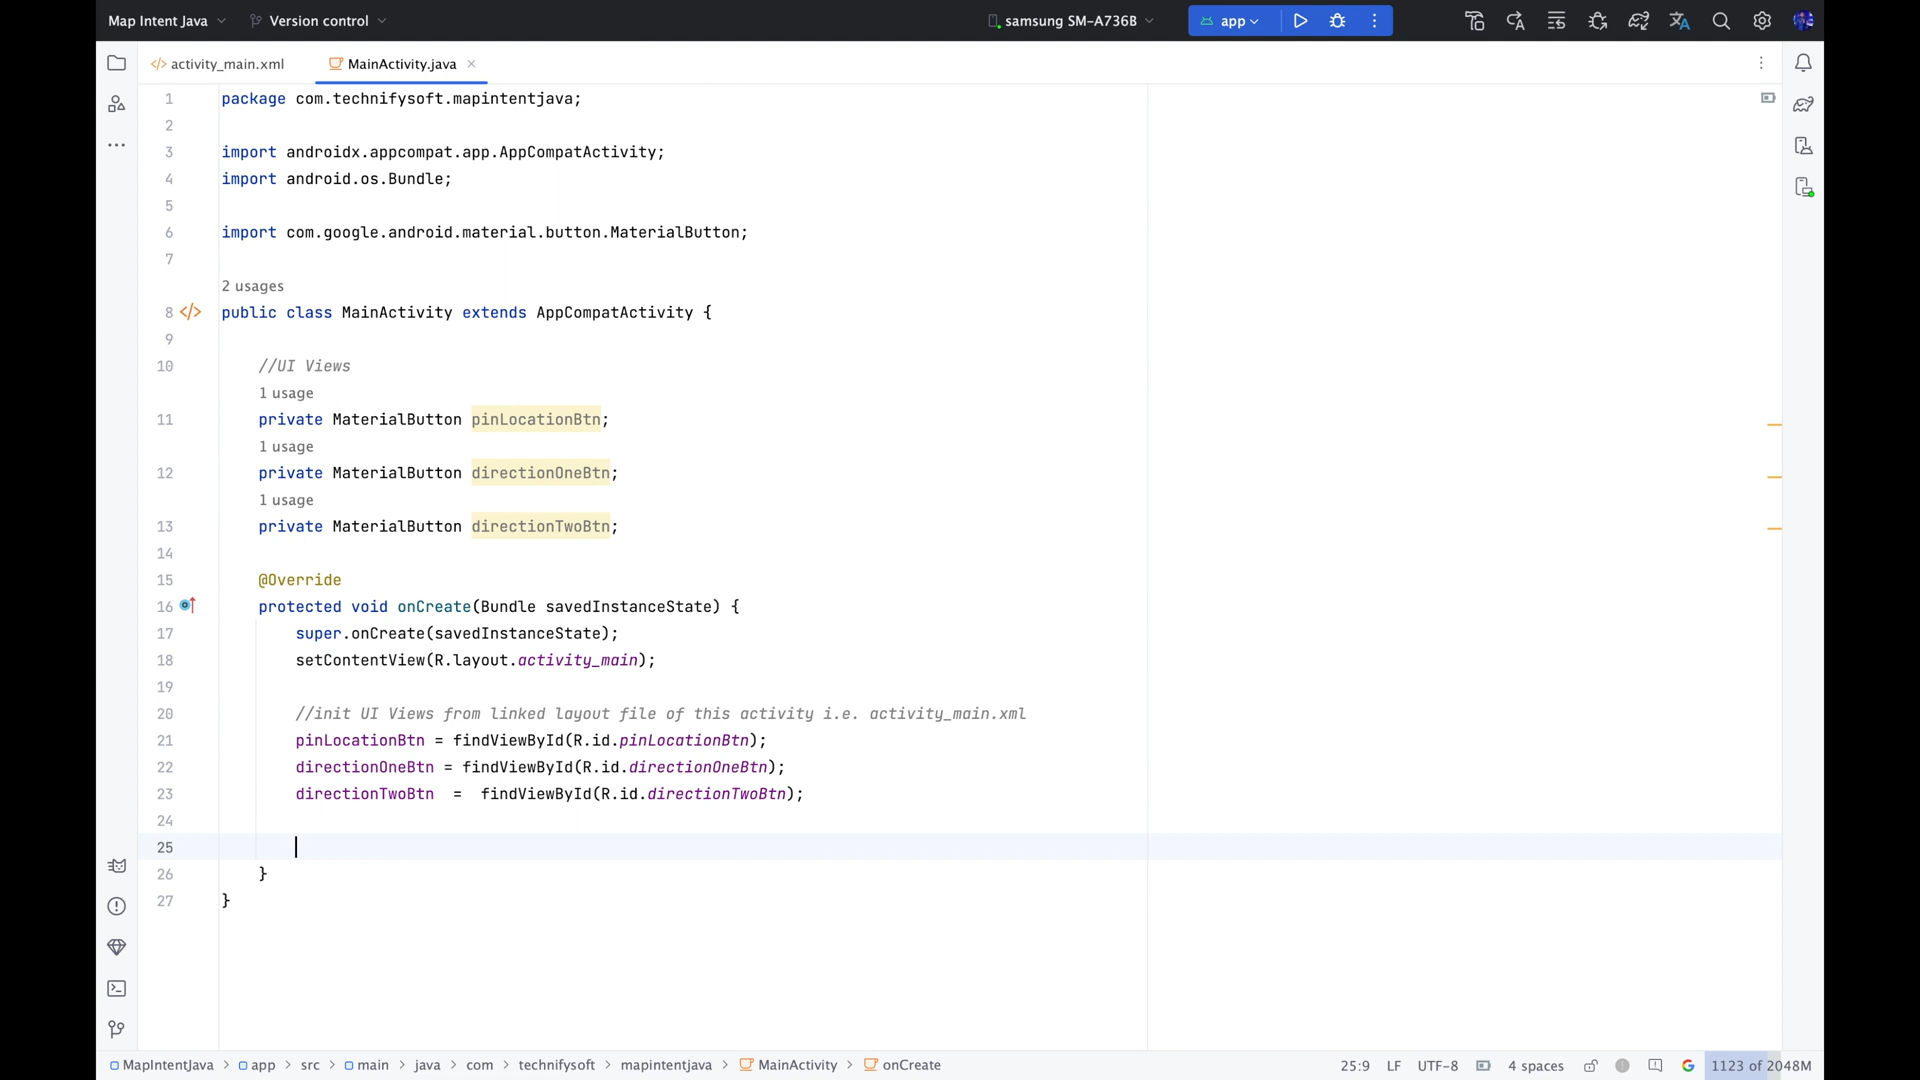 Map Intent Java
Version control
samsung SM-A736B
app
activity_main.xml
MainActivity.java
1 package com.technifysoft.mapintentjava;
2
3 import androidx.appcompat.app.AppCompatActivity;
4 import android.os.Bundle;
5
6 import com.google.android.material.button.MaterialButton;
7
2 usages
8 public class MainActivity extends AppCompatActivity {
9
10 //UI Views
1 usage
11 private MaterialButton pinLocationBtn;
1 usage
12 private MaterialButton directionOneBtn;
1 usage
13 private MaterialButton directionTwoBtn;
14
15 @Override
16 protected void onCreate(Bundle savedInstanceState) {
17 super.onCreate(savedInstanceState);
18 setContentView(R.layout.activity_main);
19
20 //init UI Views from linked layout file of this activity i.e. activity_main.xml
21 pinLocationBtn = findViewById(R.id.pinLocationBtn);
22 directionOneBtn = findViewById(R.id.directionOneBtn);
23 directionTwoBtn  =  findViewById(R.id.directionTwoBtn);
24
25
26 }
27 }
MapIntentJava > app > src > main > java > com > technifysoft > mapintentjava > MainActivity > onCreate
25:9 LF UTF-8 4 spaces 1123 of 2048M